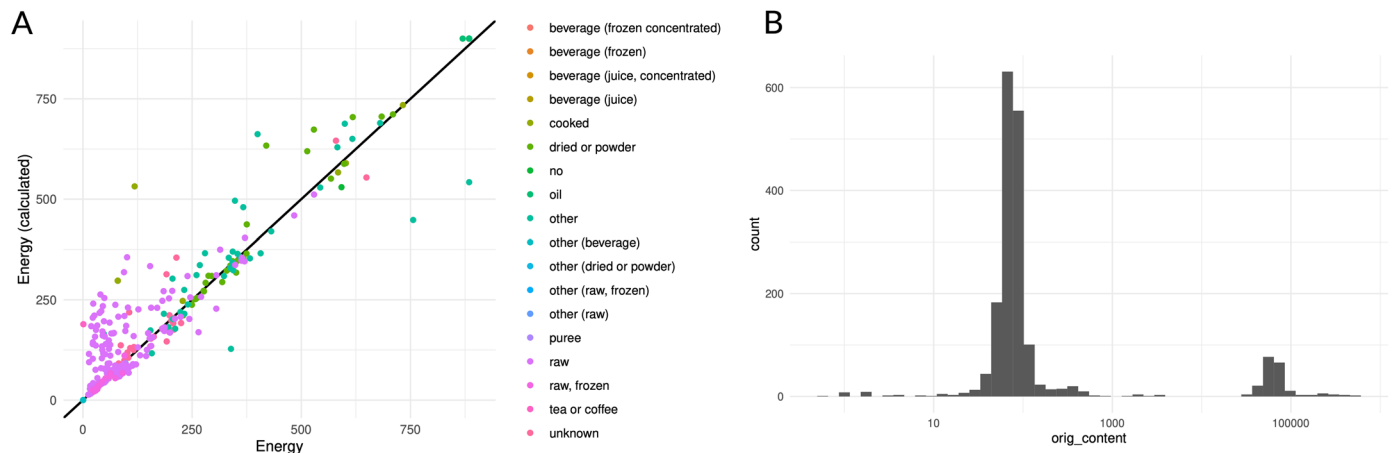 A
Energy (calculated)
750
500
250
0
0
250
500
750
Energy
beverage (frozen concentrated)
beverage (frozen)
beverage (juice, concentrated)
beverage (juice)
cooked
dried or powder
no
oil
other
other (beverage)
other (dried or powder)
other (raw, frozen)
other (raw)
puree
raw
raw, frozen
tea or coffee
unknown
B
count
600
400
200
0
10
1000
100000
orig_content